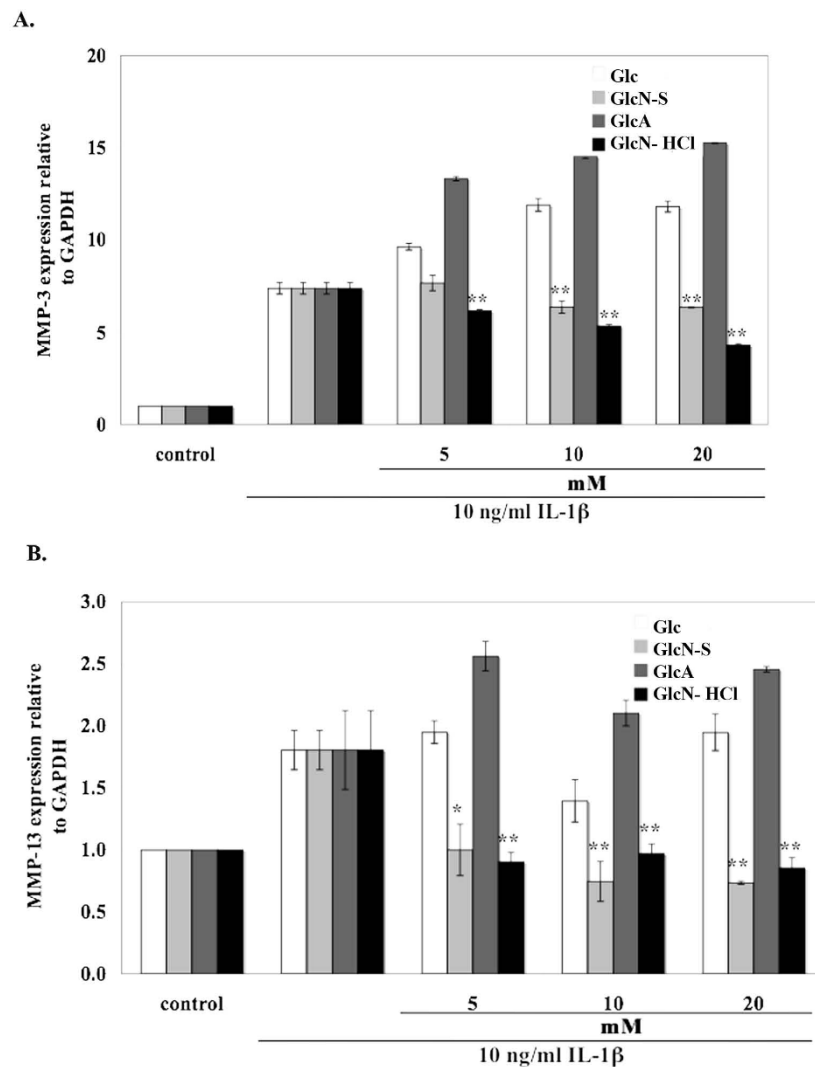 A.
MMP-3 expression relative
to GAPDH
20
15
10
5
0
Glc
GlcN-S
GlcA
GlcN- HCl
**
**
**
**
**
control
5
10
20
mM
10 ng/ml IL-1β
B.
MMP-13 expression relative
to GAPDH
3.0
2.5
2.0
1.5
1.0
0.5
0.0
Glc
GlcN-S
GlcA
GlcN- HCl
*
**
**
**
**
**
control
5
10
20
mM
10 ng/ml IL-1β